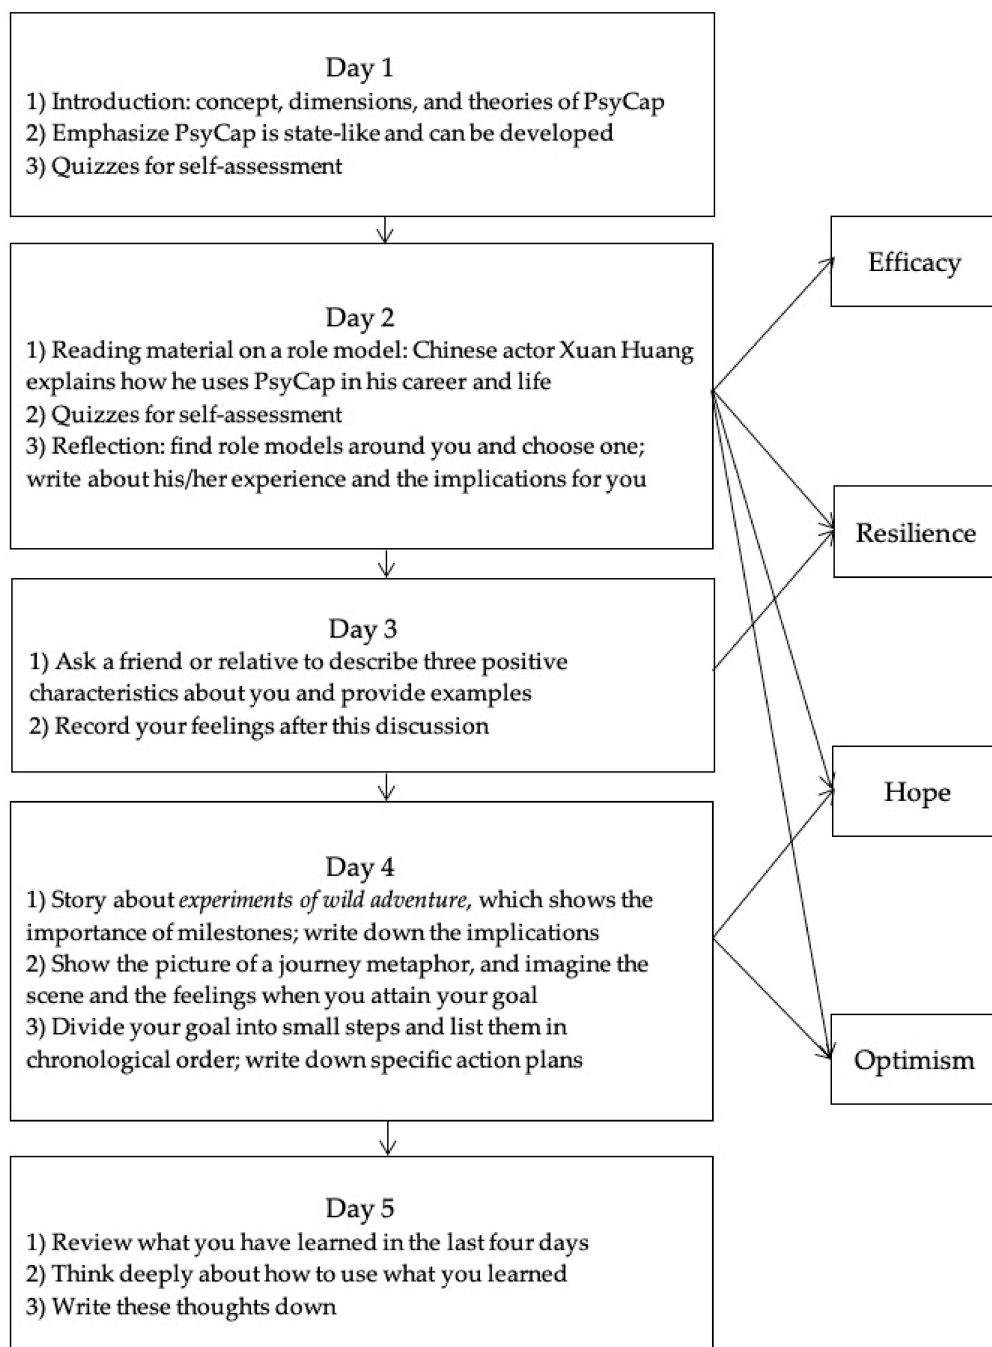 Day 1
1) Introduction: concept, dimensions, and theories of PsyCap
2) Emphasize PsyCap is state-like and can be developed
3) Quizzes for self-assessment
Day 2
1) Reading material on a role model: Chinese actor Xuan Huang
explains how he uses PsyCap in his career and life
2) Quizzes for self-assessment
3) Reflection: find role models around you and choose one;
write about his/her experience and the implications for you
Day 3
1) Ask a friend or relative to describe three positive
characteristics about you and provide examples
2) Record your feelings after this discussion
Day 4
1) Story about experiments of wild adventure, which shows the
importance of milestones; write down the implications
2) Show the picture of a journey metaphor, and imagine the
scene and the feelings when you attain your goal
3) Divide your goal into small steps and list them in
chronological order; write down specific action plans
Day 5
1) Review what you have learned in the last four days
2) Think deeply about how to use what you learned
3) Write these thoughts down
Efficacy
Resilience
Hope
Optimism